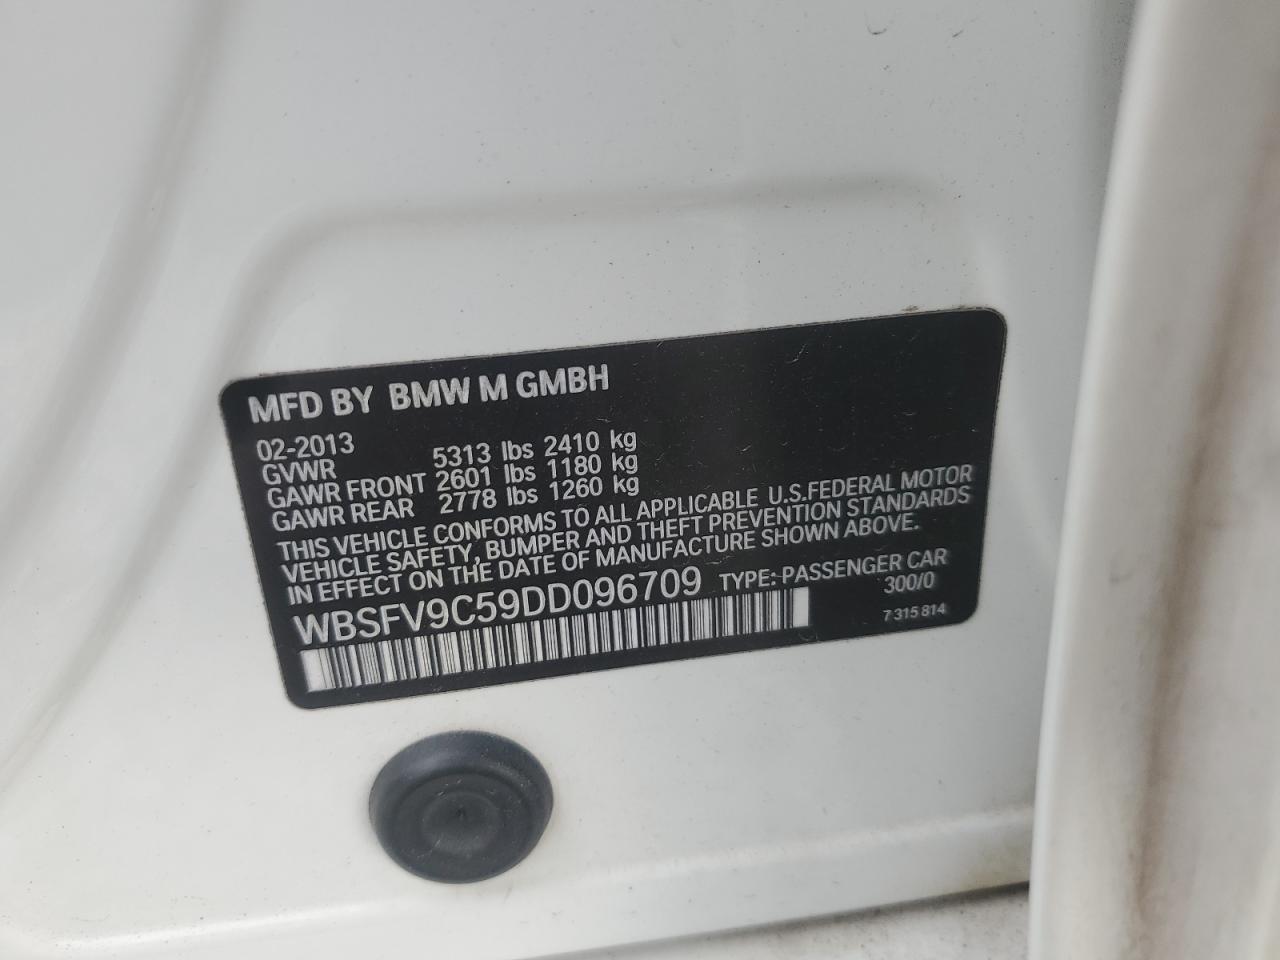 MFD BY BMW M GMBH
02-2013
GVWR 5313 lbs 2410 kg
GAWR FRONT 2601 lbs 1180 kg
GAWR REAR 2778 lbs 1260 kg
THIS VEHICLE CONFORMS TO ALL APPLICABLE U.S.FEDERAL MOTOR
VEHICLE SAFETY, BUMPER AND THEFT PREVENTION STANDARDS
IN EFFECT ON THE DATE OF MANUFACTURE SHOWN ABOVE.
WBSFV9C59DD096709 TYPE: PASSENGER CAR
300/0
7 315 814